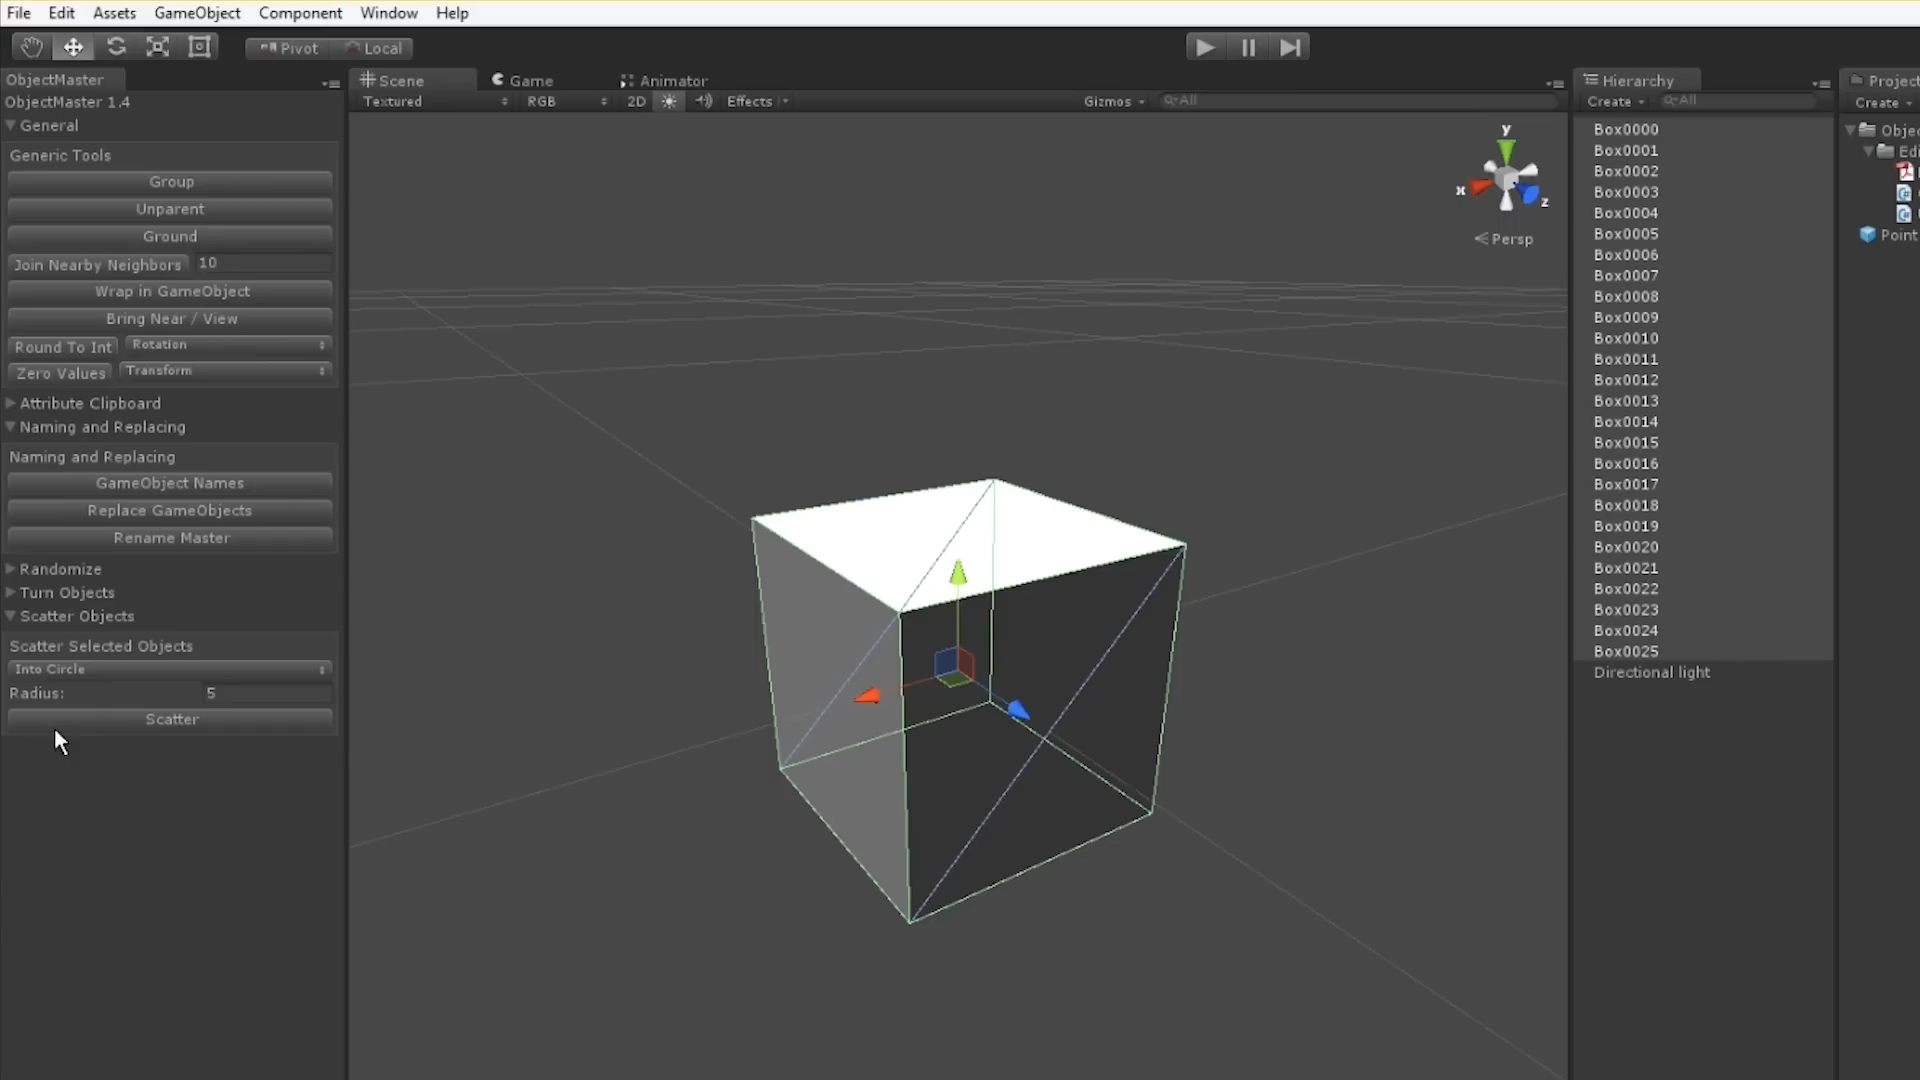 File Edit Assets GameObject Component Window Help
Pivot Local
ObjectMaster
ObjectMaster 1.4
General
Generic Tools
Group
Unparent
Ground
Join Nearby Neighbors 10
Wrap in GameObject
Bring Near / View
Round To Int Rotation
Zero Values Transform
Attribute Clipboard
Naming and Replacing
Naming and Replacing
GameObject Names
Replace GameObjects
Rename Master
Randomize
Turn Objects
Scatter Objects
Scatter Selected Objects
Into Circle
Radius: 5
Scatter
Scene Game Animator
Textured RGB 2D Effects Gizmos All
y
x
z
Persp
Hierarchy
Create All
Box0000
Box0001
Box0002
Box0003
Box0004
Box0005
Box0006
Box0007
Box0008
Box0009
Box0010
Box0011
Box0012
Box0013
Box0014
Box0015
Box0016
Box0017
Box0018
Box0019
Box0020
Box0021
Box0022
Box0023
Box0024
Box0025
Directional light
Project
Create
Objec
Edi
Point